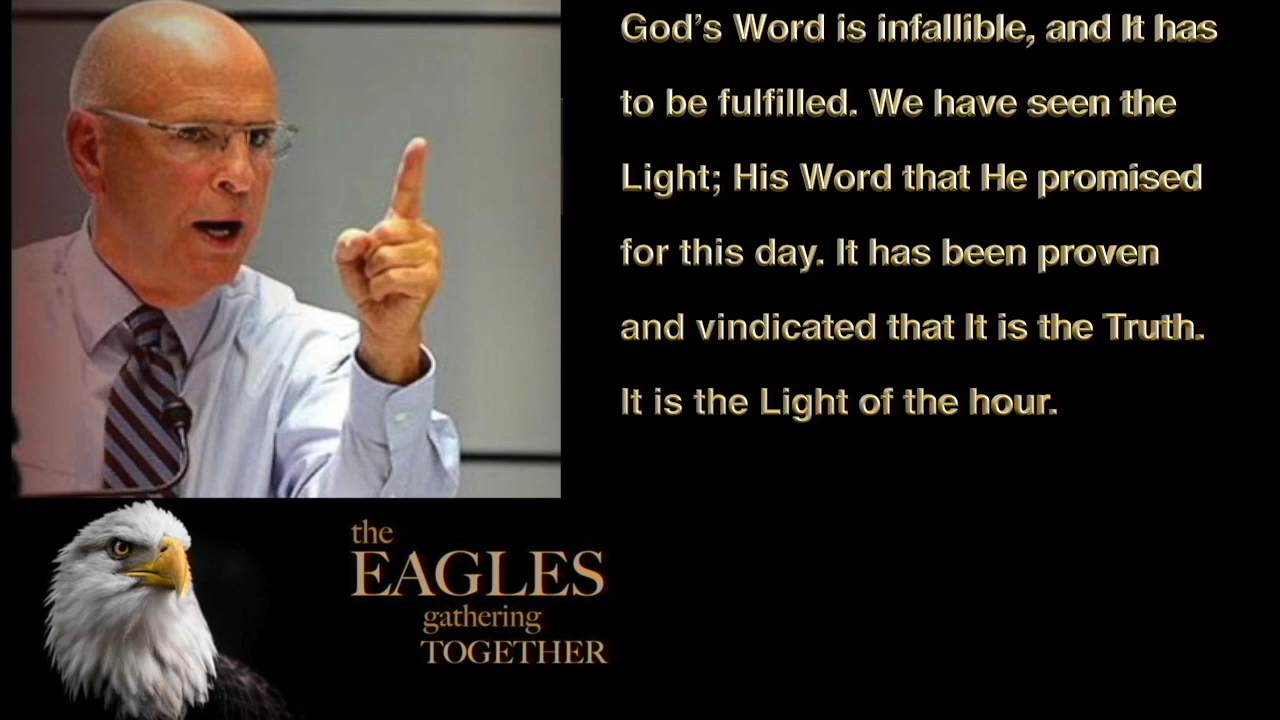 God’s Word is infallible, and It has
to be fulfilled. We have seen the
Light; His Word that He promised
for this day. It has been proven
and vindicated that It is the Truth.
It is the Light of the hour.
the
EAGLES
gathering
TOGETHER